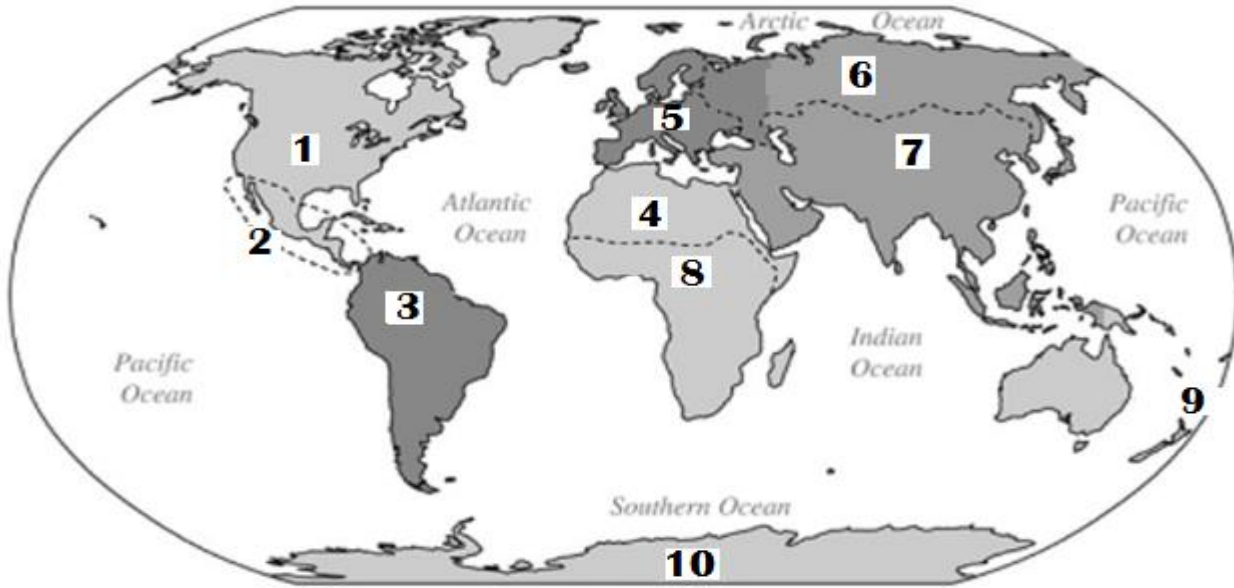 Arctic Ocean
6
5
1
7
Atlantic
Ocean
4
Pacific
Ocean
2
8
3
Indian
Ocean
Pacific
Ocean
9
Southern Ocean
10